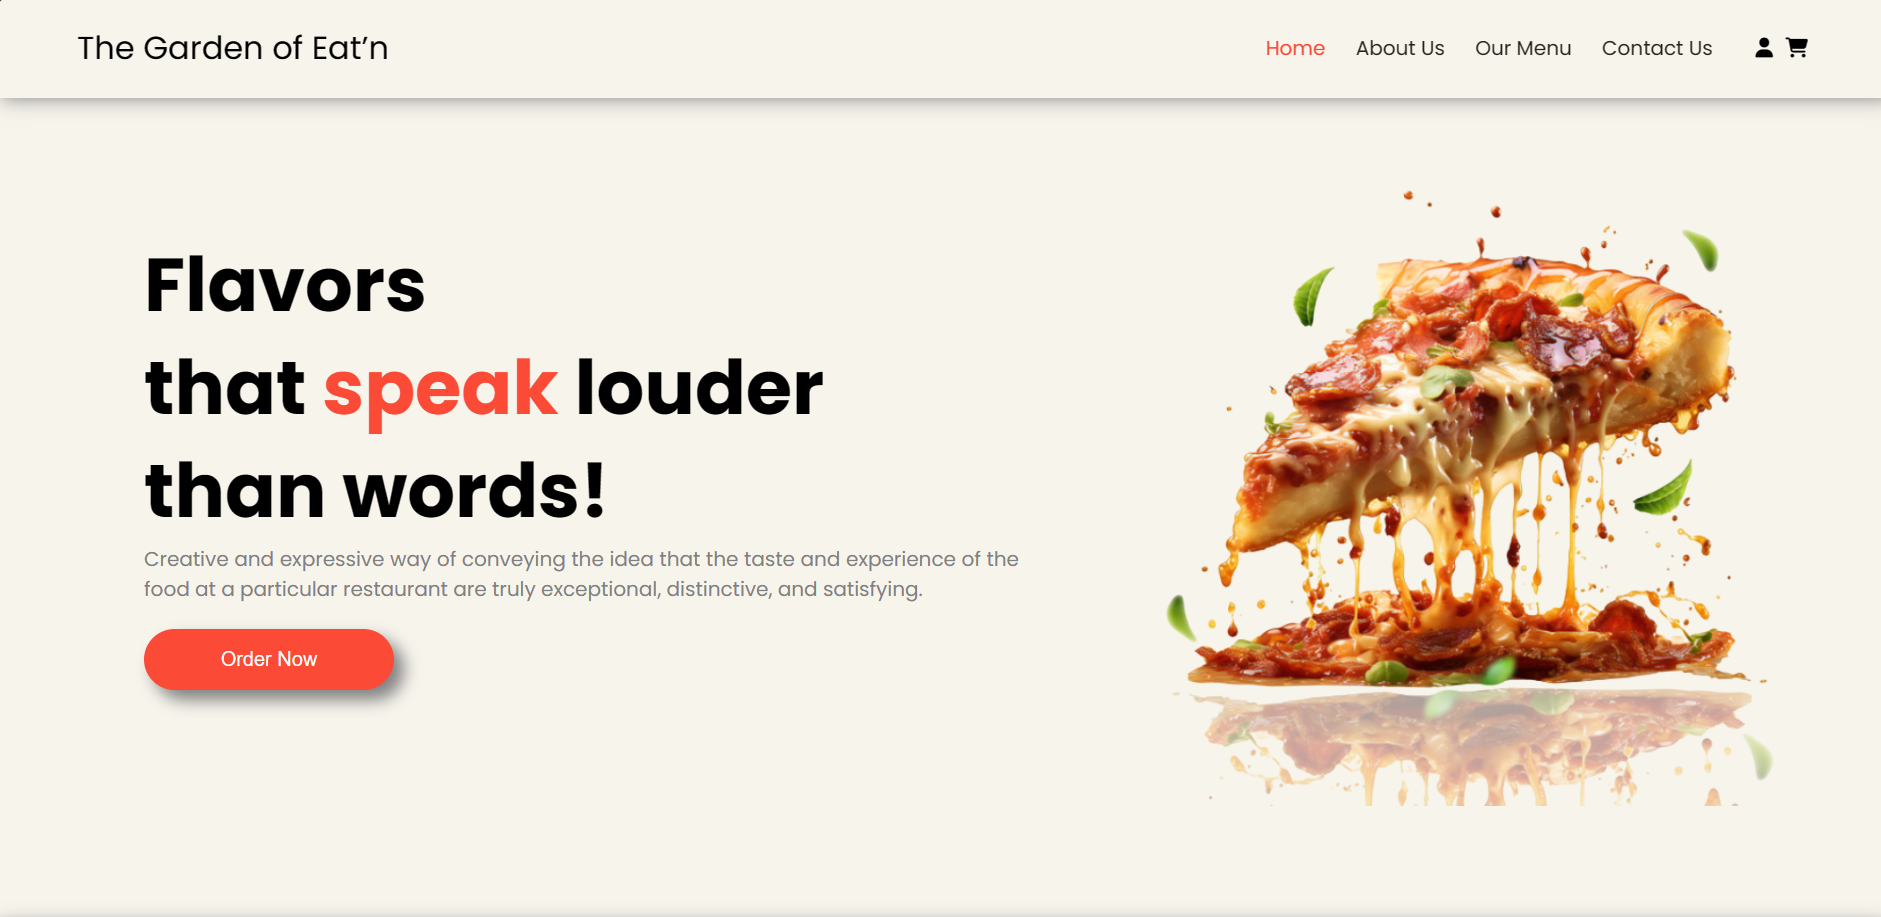 The Garden of Eat’n
Home About Us Our Menu Contact Us
Flavors
that speak louder
than words!
Creative and expressive way of conveying the idea that the taste and experience of the
food at a particular restaurant are truly exceptional, distinctive, and satisfying.
Order Now